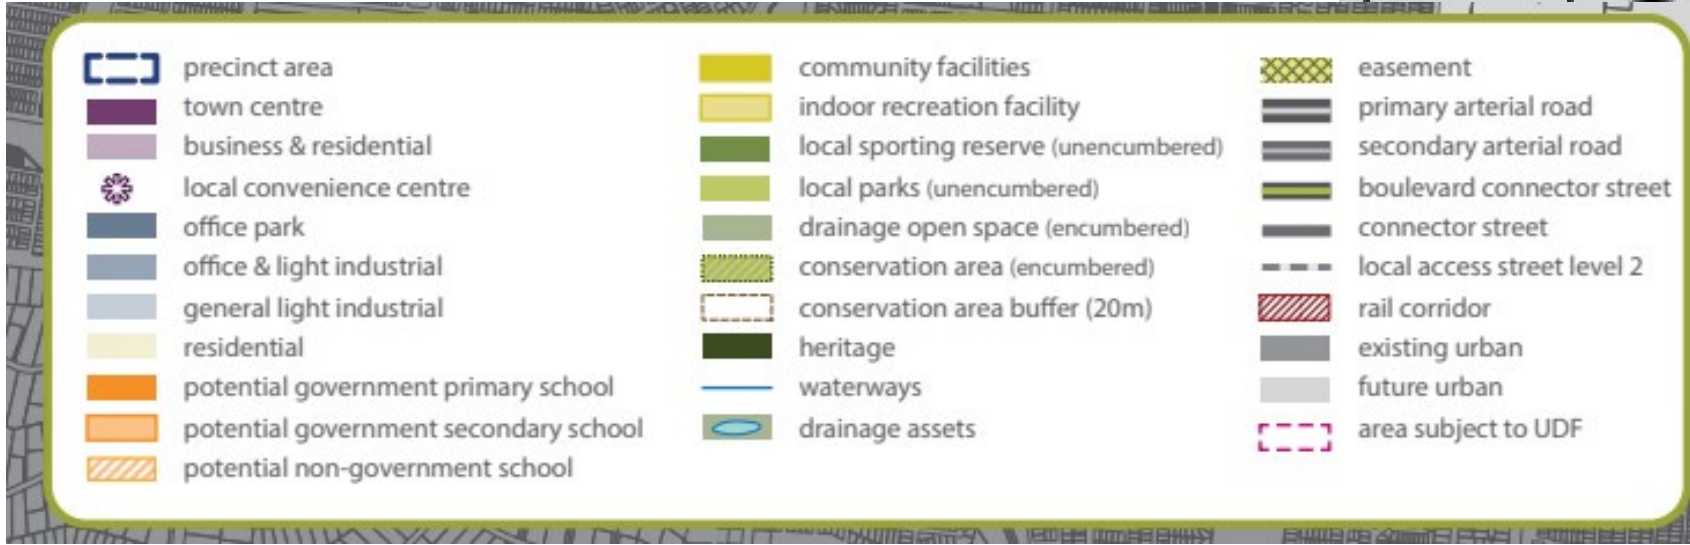 precinct area
town centre
business & residential
local convenience centre
office park
office & light industrial
general light industrial
residential
potential government primary school
potential government secondary school
potential non-government school
community facilities
indoor recreation facility
local sporting reserve (unencumbered)
local parks (unencumbered)
drainage open space (encumbered)
conservation area (encumbered)
conservation area buffer (20m)
heritage
waterways
drainage assets
easement
primary arterial road
secondary arterial road
boulevard connector street
connector street
local access street level 2
rail corridor
existing urban
future urban
area subject to UDF